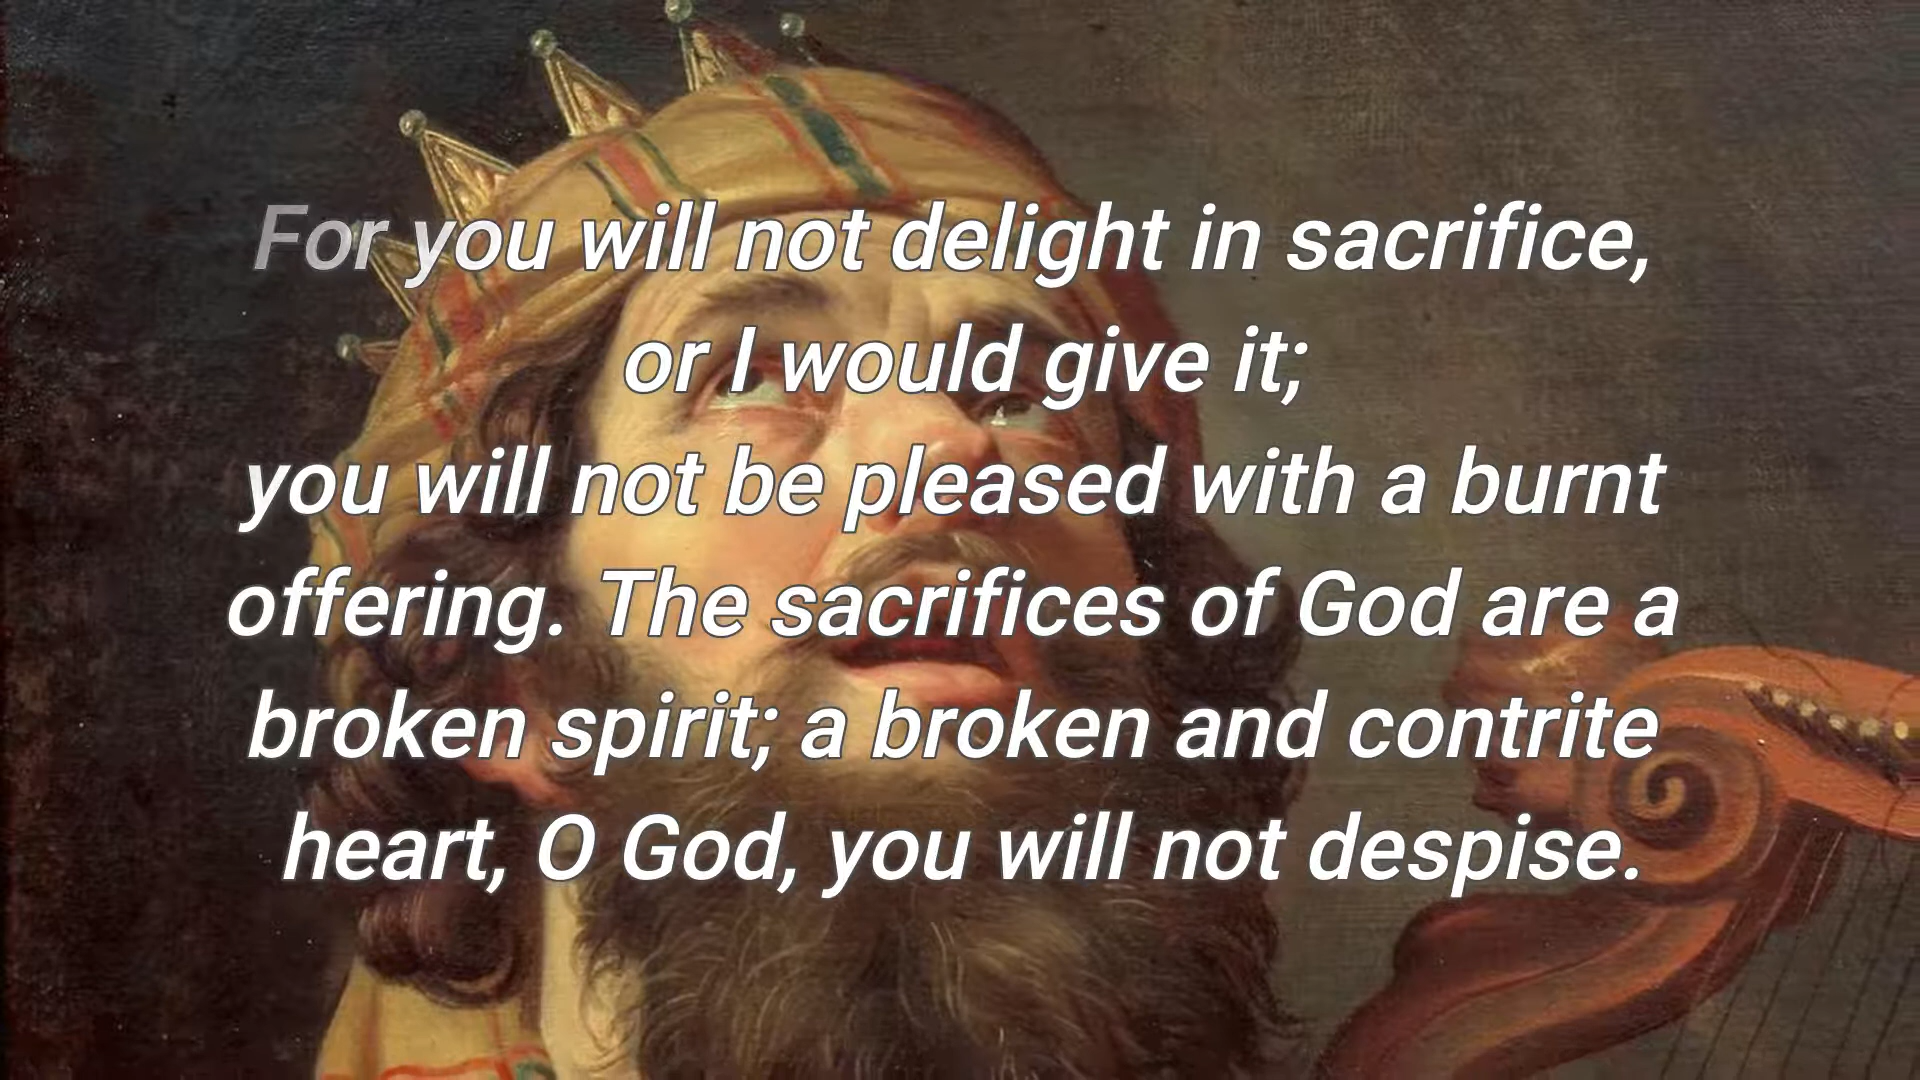 For you will not delight in sacrifice,
or I would give it;
you will not be pleased with a burnt
offering. The sacrifices of God are a
broken spirit; a broken and contrite
heart, O God, you will not despise.